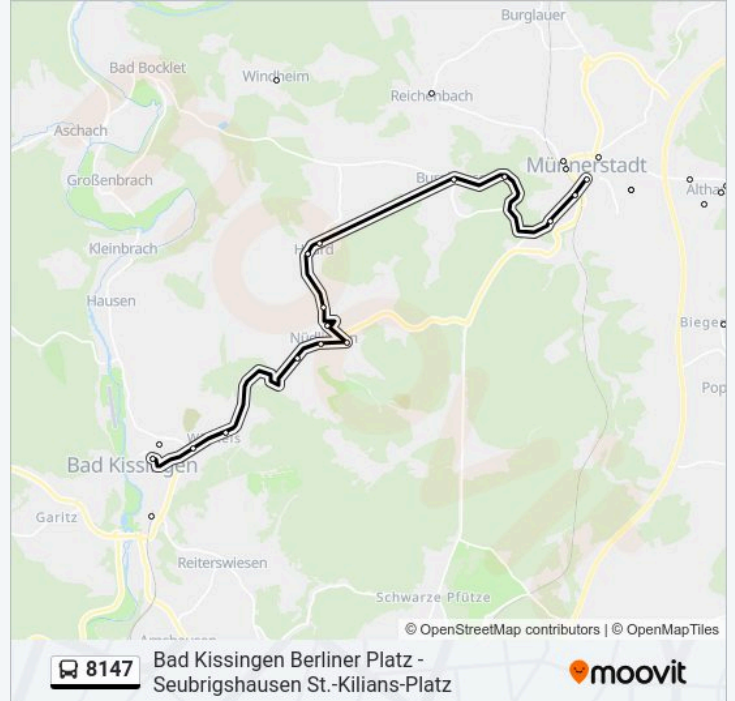 Burglauer
Bad Bocklet
Windheim
Reichenbach
Aschach
Münnerstadt
Großenbrach
Altha
Kleinbrach
Hausen
Biege
Pop
Bad Kissingen
Garitz
Reiterswiesen
Schwarze Pfütze
© OpenStreetMap contributors | © OpenMapTiles
8147
Bad Kissingen Berliner Platz -
Seubrigshausen St.-Kilians-Platz
moovit